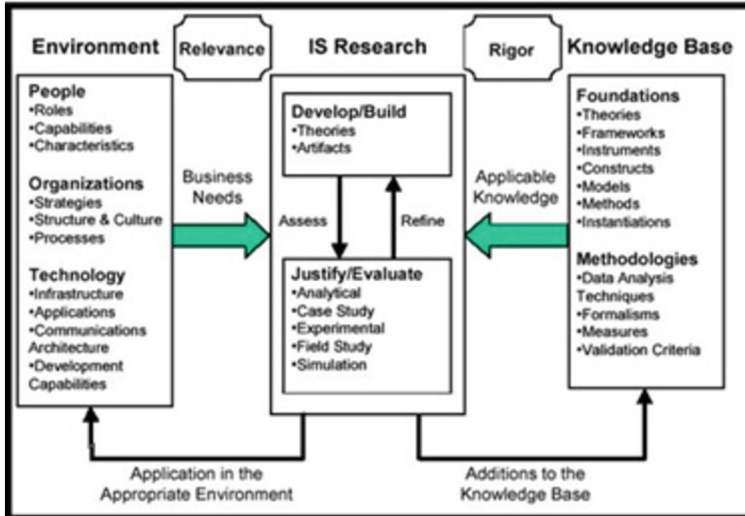 Environment
Relevance
IS Research
Rigor
Knowledge Base
People
•Roles
•Capabilities
•Characteristics
Organizations
•Strategies
•Structure & Culture
•Processes
Technology
•Infrastructure
•Applications
•Communications
Architecture
•Development
Capabilities
Business
Needs
Develop/Build
•Theories
•Artifacts
Assess
Refine
Justify/Evaluate
•Analytical
•Case Study
•Experimental
•Field Study
•Simulation
Applicable
Knowledge
Foundations
•Theories
•Frameworks
•Instruments
•Constructs
•Models
•Methods
•Instantiations
Methodologies
•Data Analysis
Techniques
•Formalisms
•Measures
•Validation Criteria
Application in the
Appropriate Environment
Additions to the
Knowledge Base